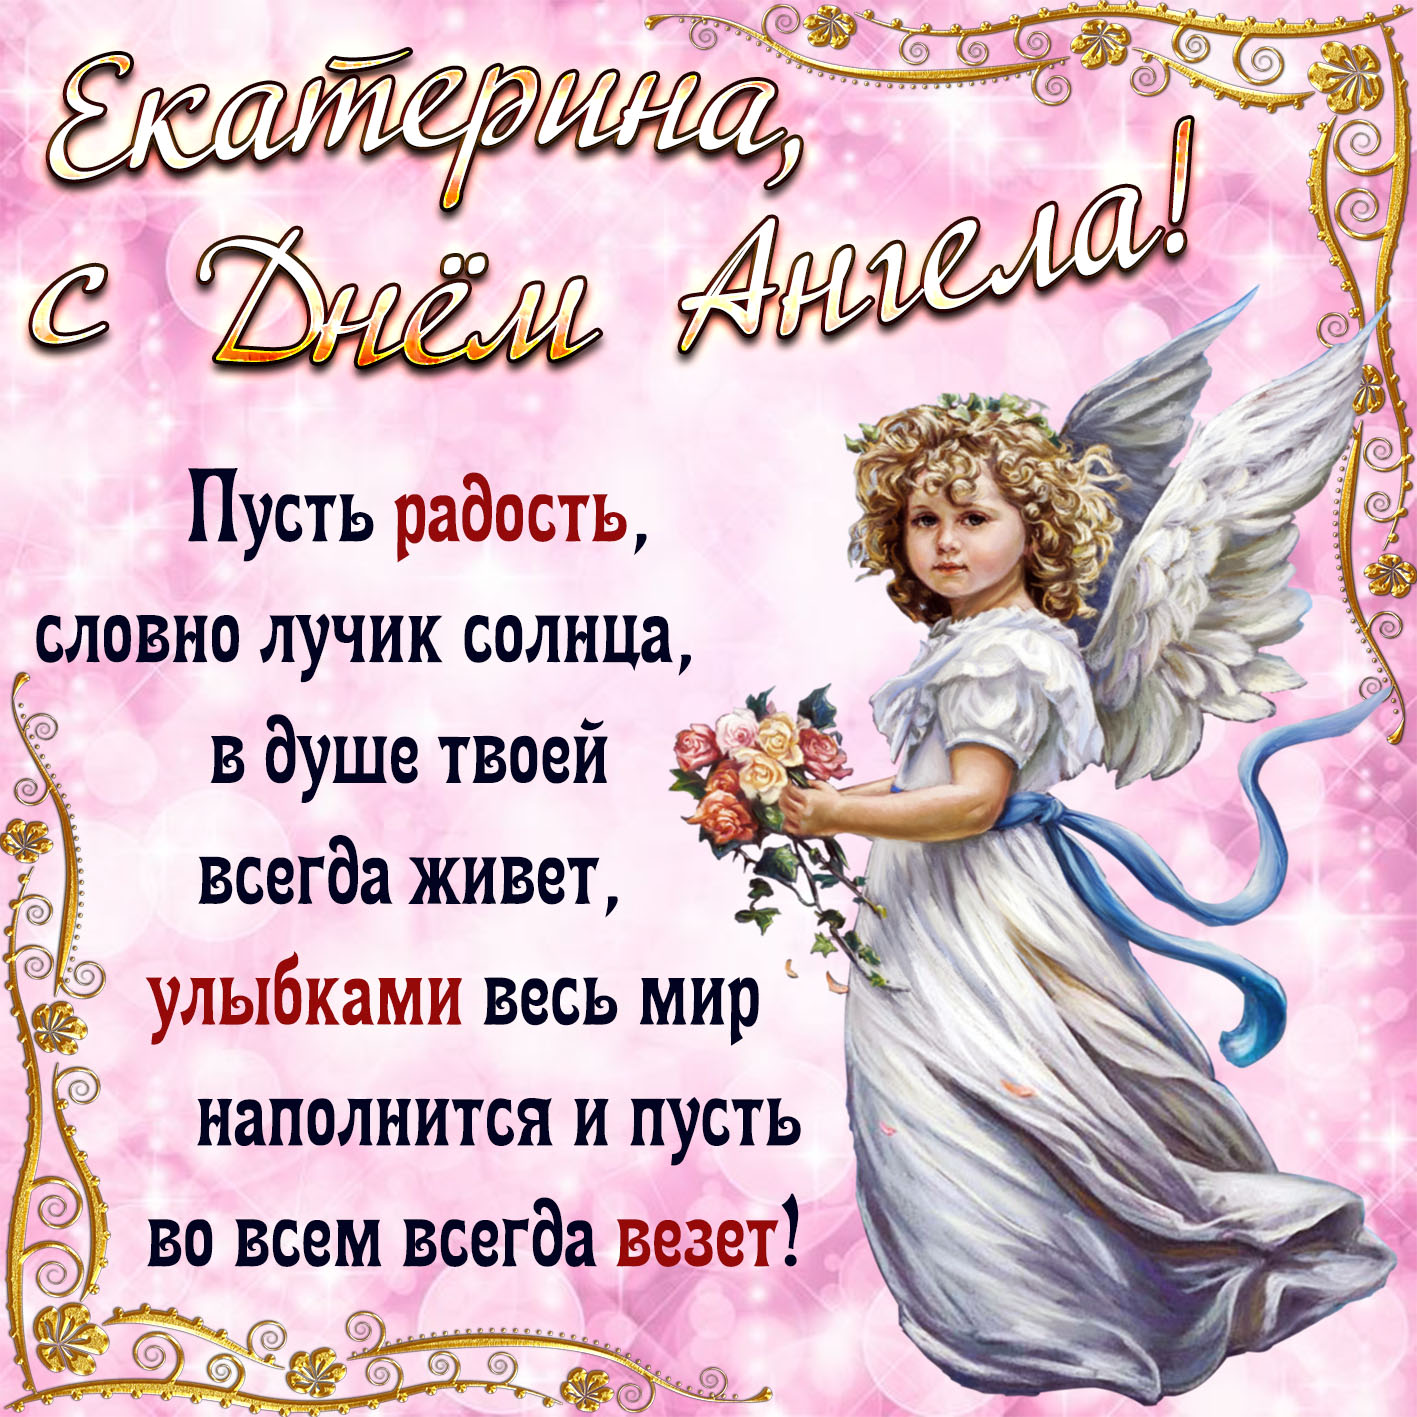 Екатерина,
с Днём Ангела!
Пусть радость,
словно лучик солнца,
в душе твоей
всегда живет,
улыбками весь мир
наполнится и пусть
во всем всегда везет!